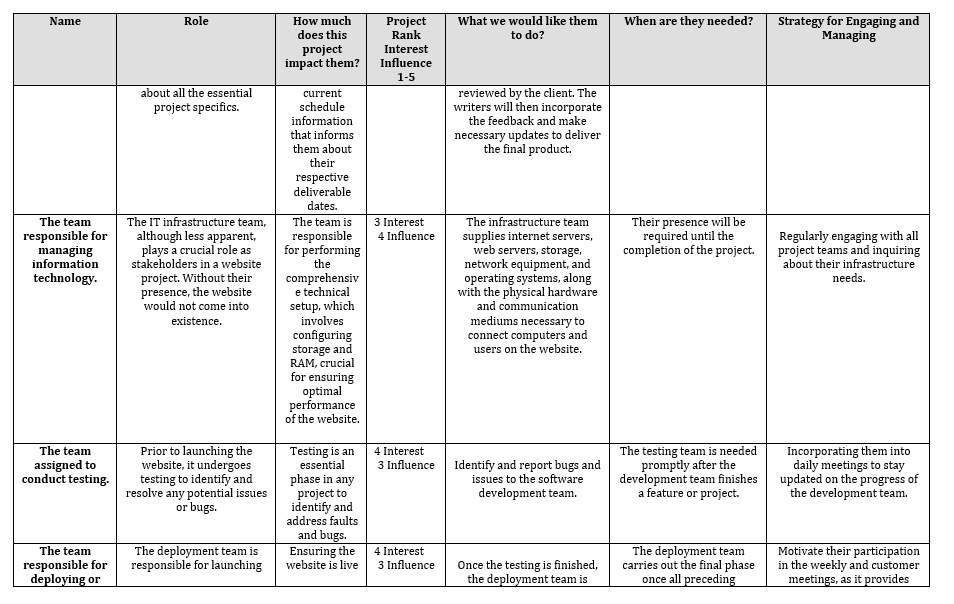 Name
Role
How much
does this
project
impact them?
Project
Rank
Interest
Influence
1-5
What we would like them
to do?
When are they needed?
Strategy for Engaging and
Managing
about all the essential
project specifics.
current
schedule
information
that informs
them about
their
respective
deliverable
dates.
reviewed by the client. The
writers will then incorporate
the feedback and make
necessary updates to deliver
the final product.
The team
responsible for
managing
information
technology.
The IT infrastructure team,
although less apparent,
plays a crucial role as
stakeholders in a website
project. Without their
presence, the website
would not come into
existence.
The team is
responsible
for performing
the
comprehensiv
e technical
setup, which
involves
configuring
storage and
RAM, crucial
for ensuring
optimal
performance
of the website.
3 Interest
4 Influence
The infrastructure team
supplies internet servers,
web servers, storage,
network equipment, and
operating systems, along
with the physical hardware
and communication
mediums necessary to
connect computers and
users on the website.
Their presence will be
required until the
completion of the project.
Regularly engaging with all
project teams and inquiring
about their infrastructure
needs.
The team
assigned to
conduct testing.
Prior to launching the
website, it undergoes
testing to identify and
resolve any potential issues
or bugs.
Testing is an
essential
phase in any
project to
identify and
address faults
and bugs.
4 Interest
3 Influence
Identify and report bugs and
issues to the software
development team.
The testing team is needed
promptly after the
development team finishes
a feature or project.
Incorporating them into
daily meetings to stay
updated on the progress of
the development team.
The team
responsible for
deploying or
The deployment team is
responsible for launching
Ensuring the
website is live
4 Interest
3 Influence
Once the testing is finished,
the deployment team is
The deployment team
carries out the final phase
once all preceding
Motivate their participation
in the weekly and customer
meetings, as it provides